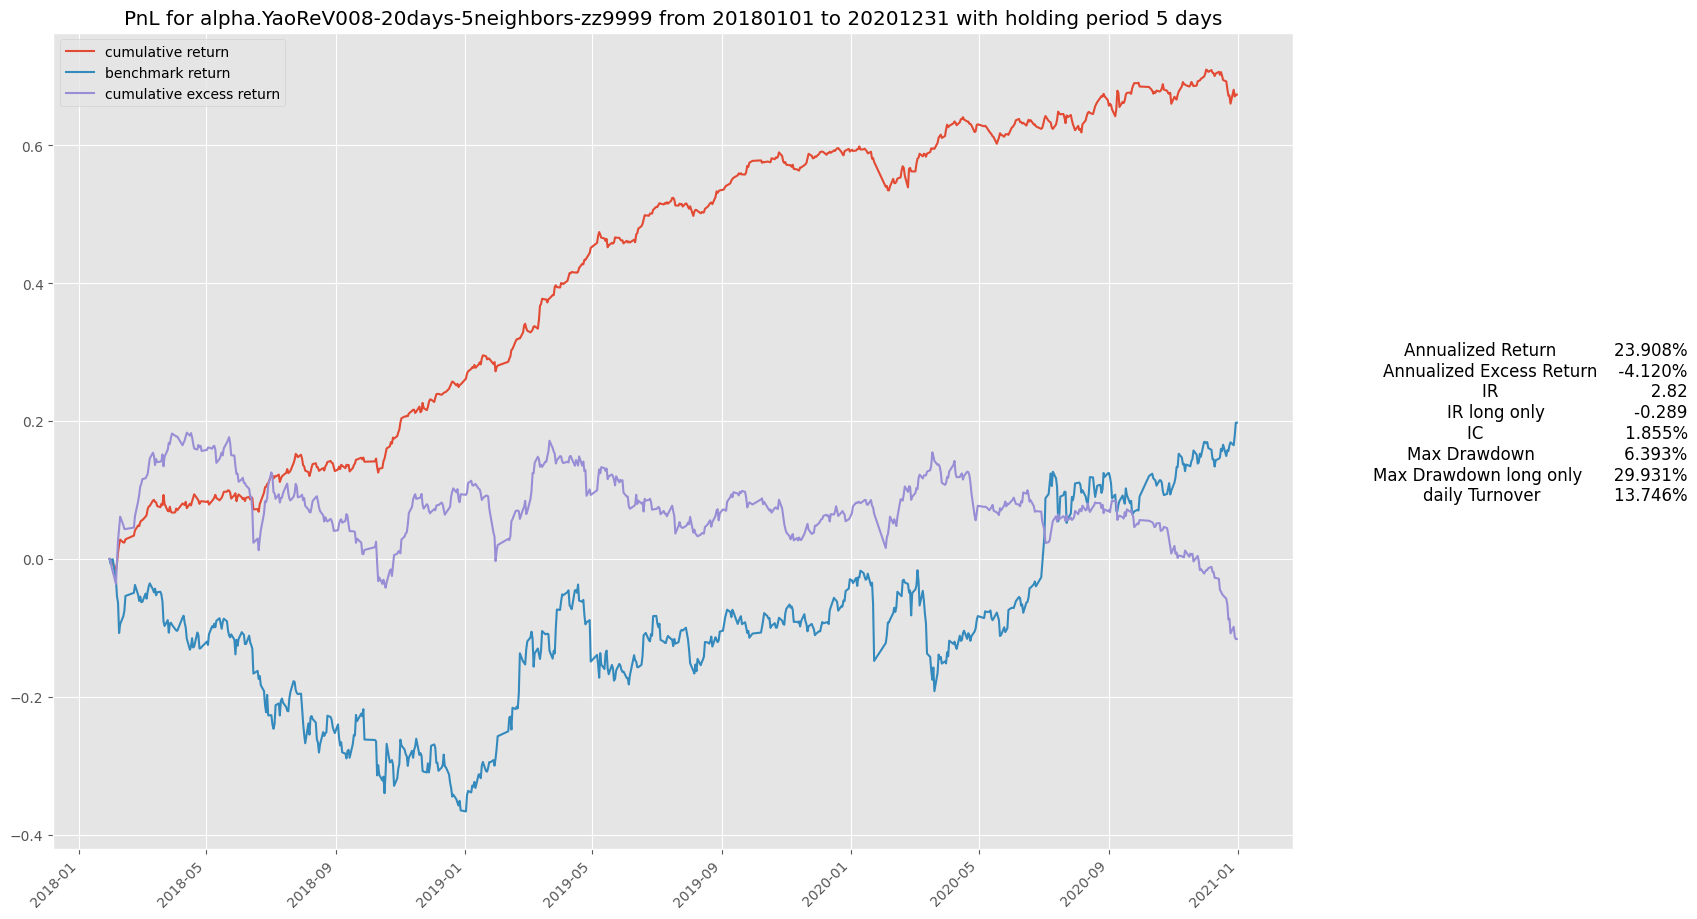 PnL for alpha.YaoReV008-20days-5neighbors-zz9999 from 20180101 to 20201231 with holding period 5 days
cumulative return
benchmark return
cumulative excess return
0.6
0.4
0.2
0.0
−0.2
−0.4
2018-01
2018-05
2018-09
2019-01
2019-05
2019-09
2020-01
2020-05
2020-09
2021-01
Annualized Return 23.908%
Annualized Excess Return -4.120%
IR 2.82
IR long only -0.289
IC 1.855%
Max Drawdown 6.393%
Max Drawdown long only 29.931%
daily Turnover 13.746%